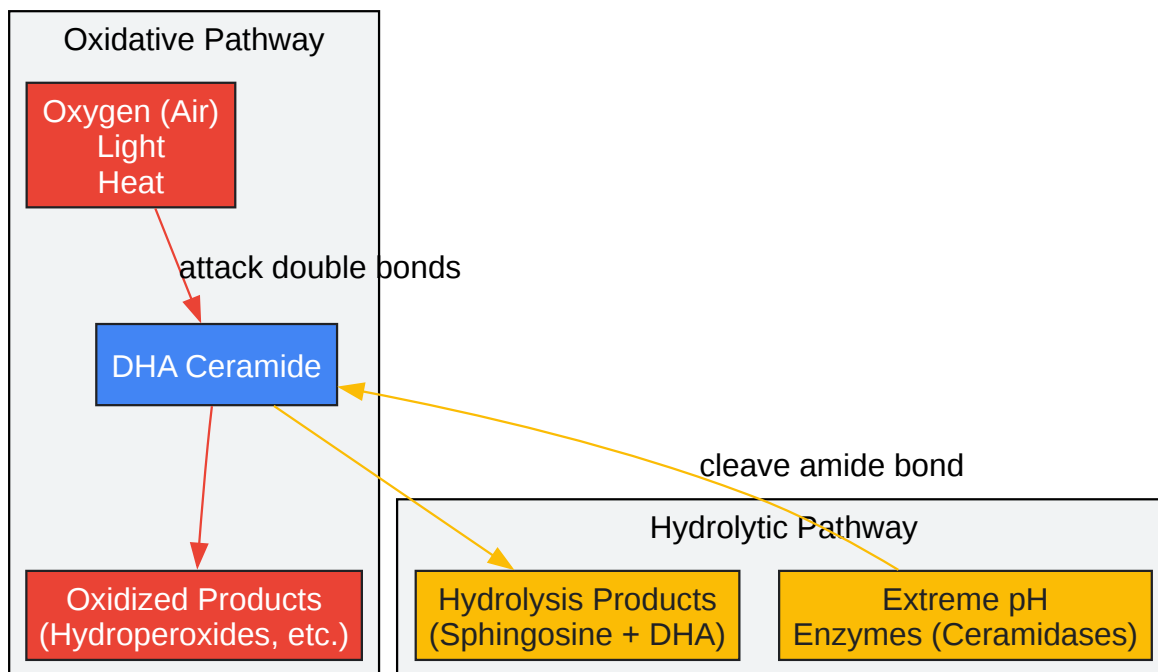 Oxidative Pathway
Oxygen (Air)
Light
Heat
attack double bonds
DHA Ceramide
cleave amide bond
Hydrolytic Pathway
Oxidized Products
(Hydroperoxides, etc.)
Hydrolysis Products
(Sphingosine + DHA)
Extreme pH
Enzymes (Ceramidases)